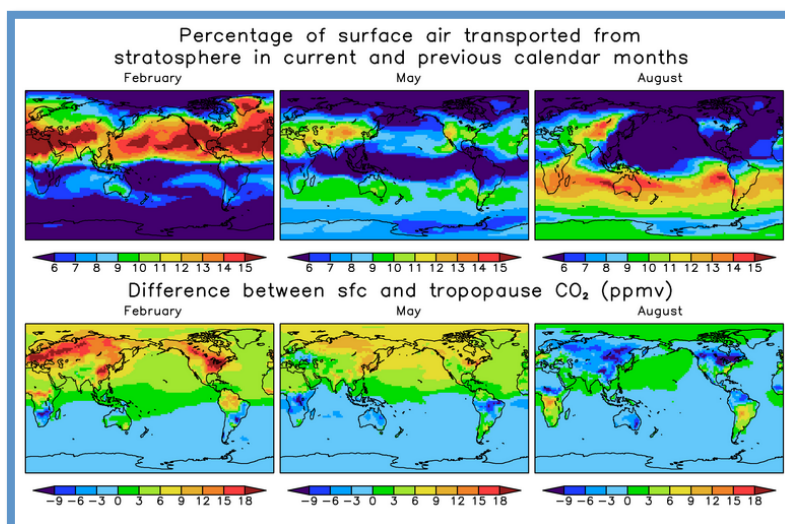 Percentage of surface air transported from
stratosphere in current and previous calendar months
February May August
6 7 8 9 10 11 12 13 14 15 6 7 8 9 10 11 12 13 14 15 6 7 8 9 10 11 12 13 14 15
Difference between sfc and tropopause CO₂ (ppmv)
February May August
−9 −6 −3 0 3 6 9 12 15 18 −9 −6 −3 0 3 6 9 12 15 18 −9 −6 −3 0 3 6 9 12 15 18